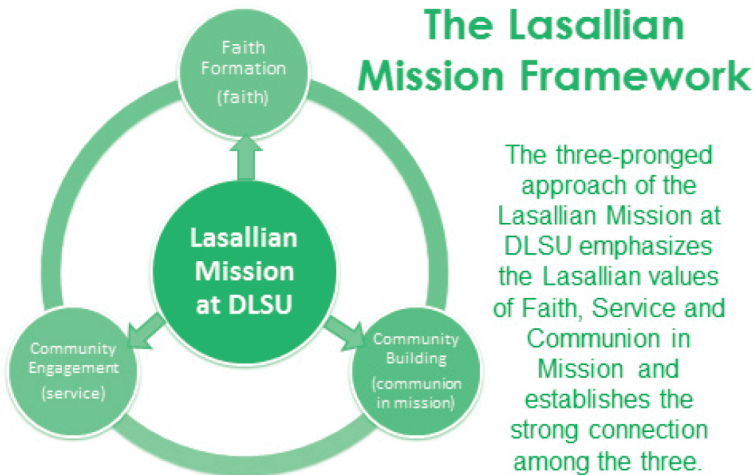 The Lasallian
Mission Framework
Faith
Formation
(faith)
Lasallian
Mission
at DLSU
Community
Engagement
(service)
Community
Building
(communion
in mission)
The three-pronged
approach of the
Lasallian Mission at
DLSU emphasizes
the Lasallian values
of Faith, Service and
Communion in
Mission and
establishes the
strong connection
among the three.